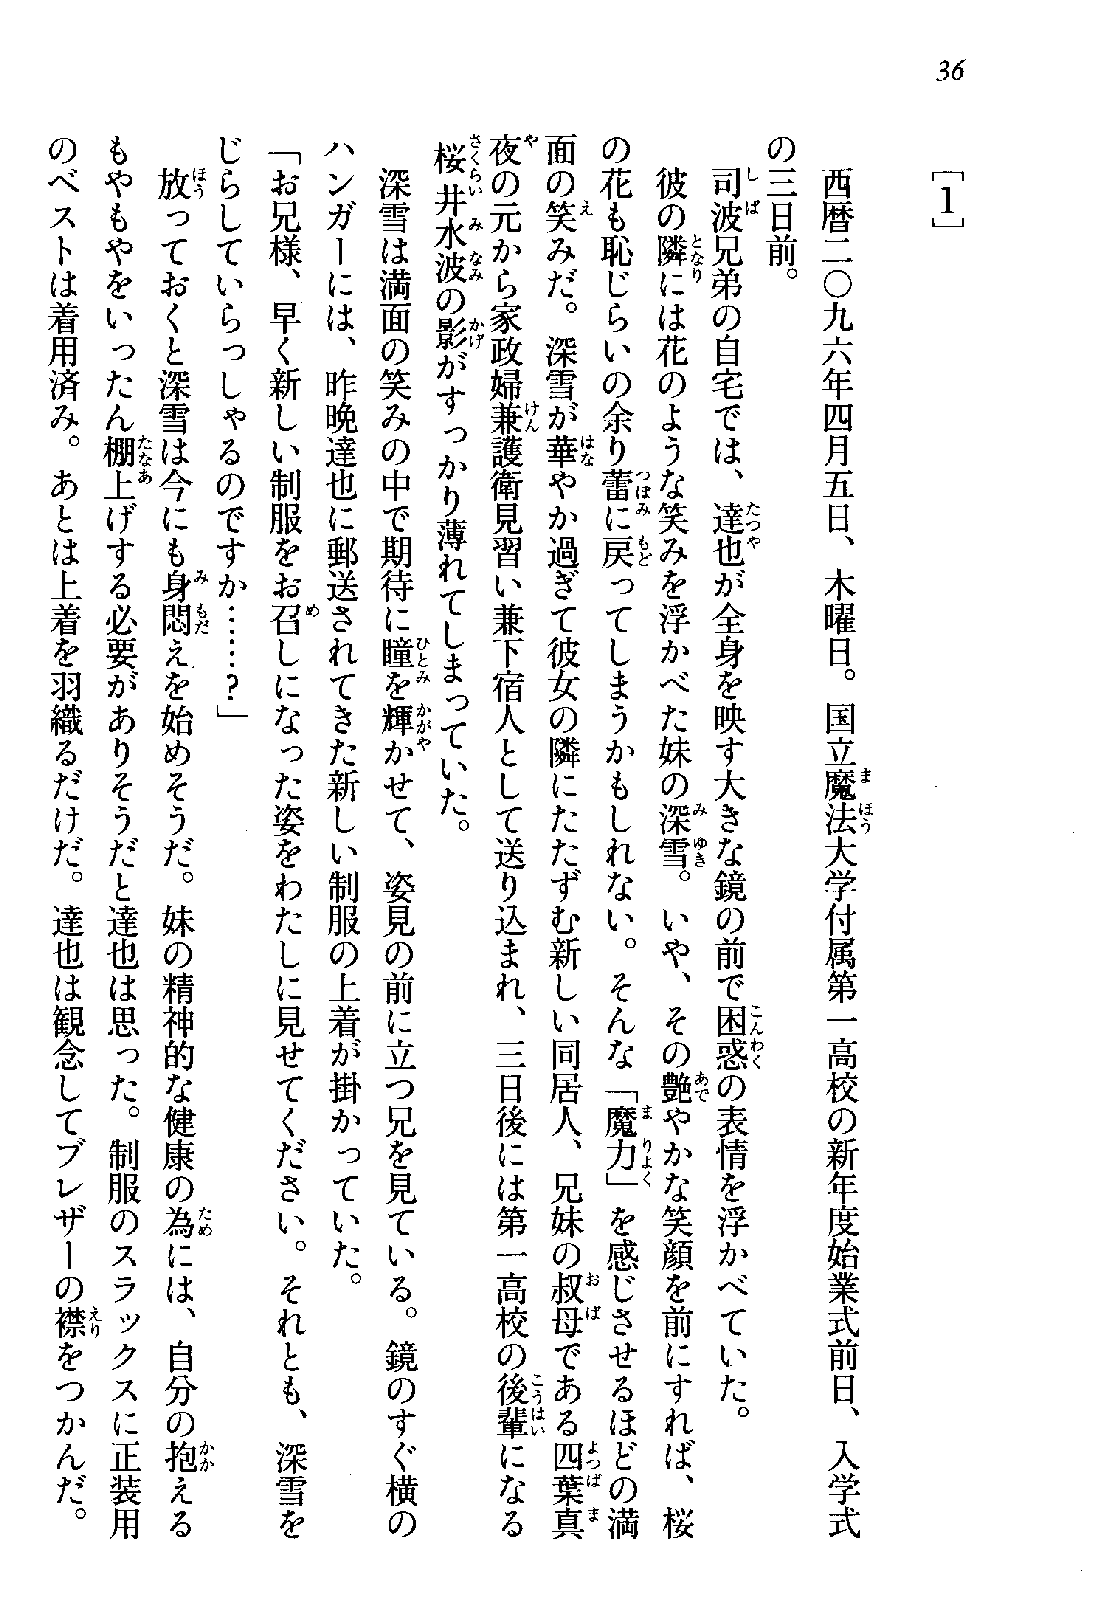 36
[1]
西暦二〇九六年四月五日、木曜日。国立魔法大学付属第一高校の新年度始業式前日、入学式
の三日前。
司波兄弟の自宅では、達也が全身を映す大きな鏡の前で困惑の表情を浮かべていた。
彼の隣には花のような笑みを浮かべた妹の深雪。いや、その艶やかな笑顔を前にすれば、桜
の花も恥じらいの余り蕾に戻ってしまうかもしれない。そんな「魔力」を感じさせるほどの満
面の笑みだ。深雪が華やか過ぎて彼女の隣にたたずむ新しい同居人、兄妹の叔母である四葉真
夜の元から家政婦兼護衛見習い兼下宿人として送り込まれ、三日後には第一高校の後輩になる
桜井水波の影がすっかり薄れてしまっていた。
深雪は満面の笑みの中で期待に瞳を輝かせて、姿見の前に立つ兄を見ている。鏡のすぐ横の
ハンガーには、昨晩達也に郵送されてきた新しい制服の上着が掛かっていた。
「お兄様、早く新しい制服をお召しになった姿をわたしに見せてください。それとも、深雪を
じらしていらっしゃるのですか……?」
放っておくと深雪は今にも身悶えを始めそうだ。妹の精神的な健康の為には、自分の抱える
もやもやをいったん棚上げする必要がありそうだと達也は思った。制服のスラックスに正装用
のベストは着用済み。あとは上着を羽織るだけだ。達也は観念してブレザーの襟をつかんだ。